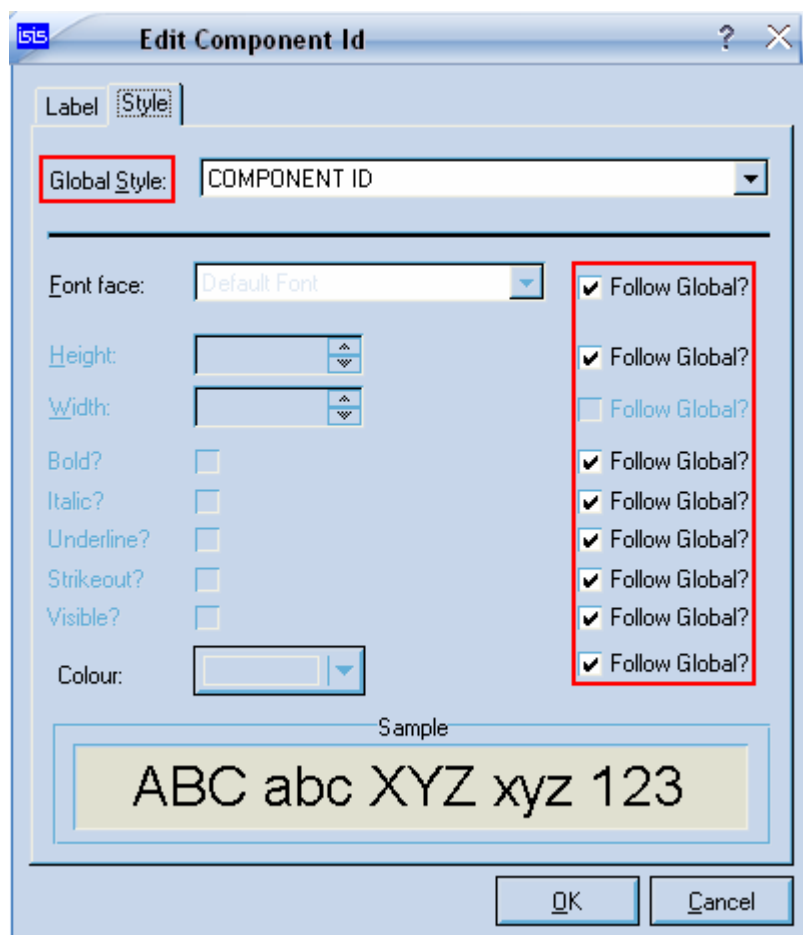 isis Edit Component Id ?
Label Style
Global Style: COMPONENT ID
Font face: Default Font Follow Global?
Height: Follow Global?
Width: Follow Global?
Bold? Follow Global?
Italic? Follow Global?
Underline? Follow Global?
Strikeout? Follow Global?
Visible? Follow Global?
Colour: Follow Global?
Sample
ABC abc XYZ xyz 123
OK Cancel